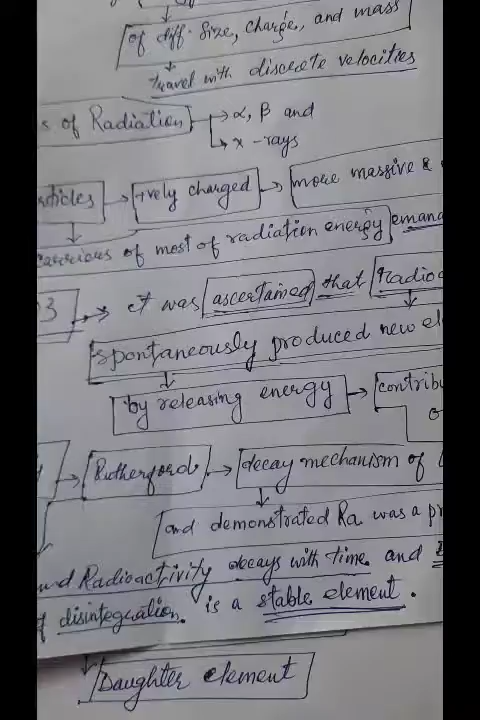 of diff. Size, charge, and mass
travel with discrete velocities
s of Radiation → α, β and
x - rays
rticles → +vely charged → more massive &
carriers of most of radiation energy emana
3 → it was ascertained that radio
spontaneously produced new el
by releasing energy → contrib
o
→ Rutherford → decay mechanism of
and demonstrated Ra was a pr
and Radioactivity decays with time and
f disintegration. is a stable element.
Daughter element